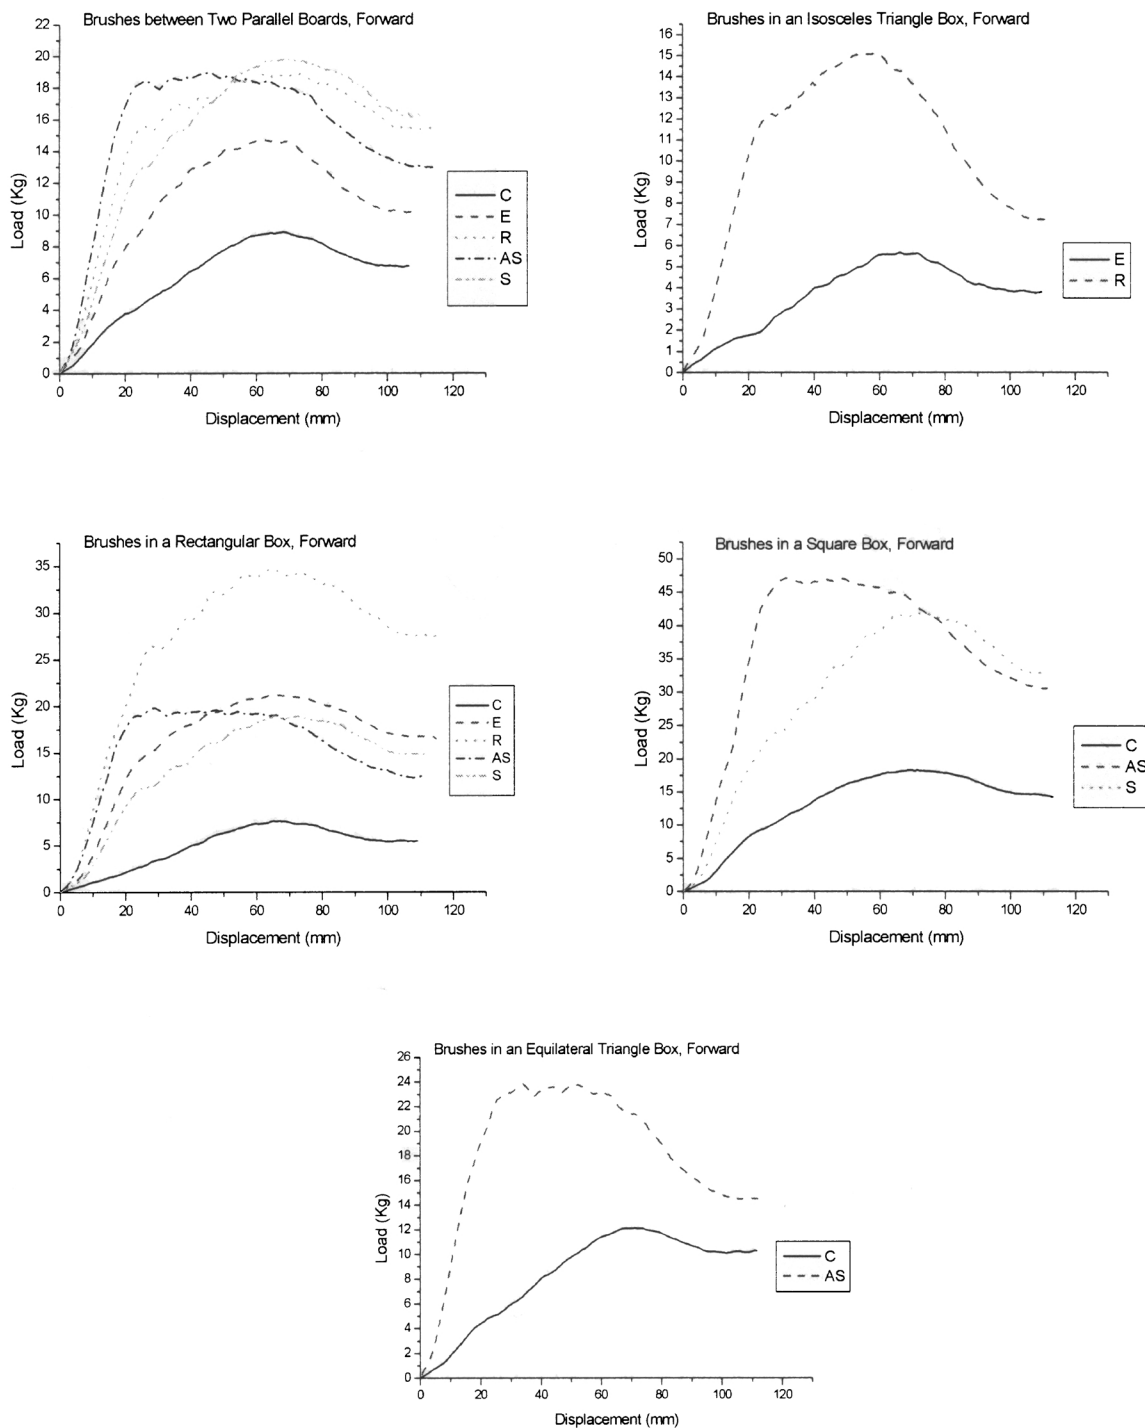 Brushes between Two Parallel Boards, Forward
22
20
18
16
14
12
10
8
6
4
2
0
Load (Kg)
0 20 40 60 80 100 120
Displacement (mm)
C
E
R
AS
S
Brushes in an Isosceles Triangle Box, Forward
16
15
14
13
12
11
10
9
8
7
6
5
4
3
2
1
0
Load (Kg)
0 20 40 60 80 100 120
Displacement (mm)
E
R
Brushes in a Rectangular Box, Forward
35
30
25
20
15
10
5
0
Load (Kg)
0 20 40 60 80 100 120
Displacement (mm)
C
E
R
AS
S
Brushes in a Square Box, Forward
50
45
40
35
30
25
20
15
10
5
0
Load (Kg)
0 20 40 60 80 100 120
Displacement (mm)
C
AS
S
Brushes in an Equilateral Triangle Box, Forward
26
24
22
20
18
16
14
12
10
8
6
4
2
0
Load (Kg)
0 20 40 60 80 100 120
Displacement (mm)
C
AS